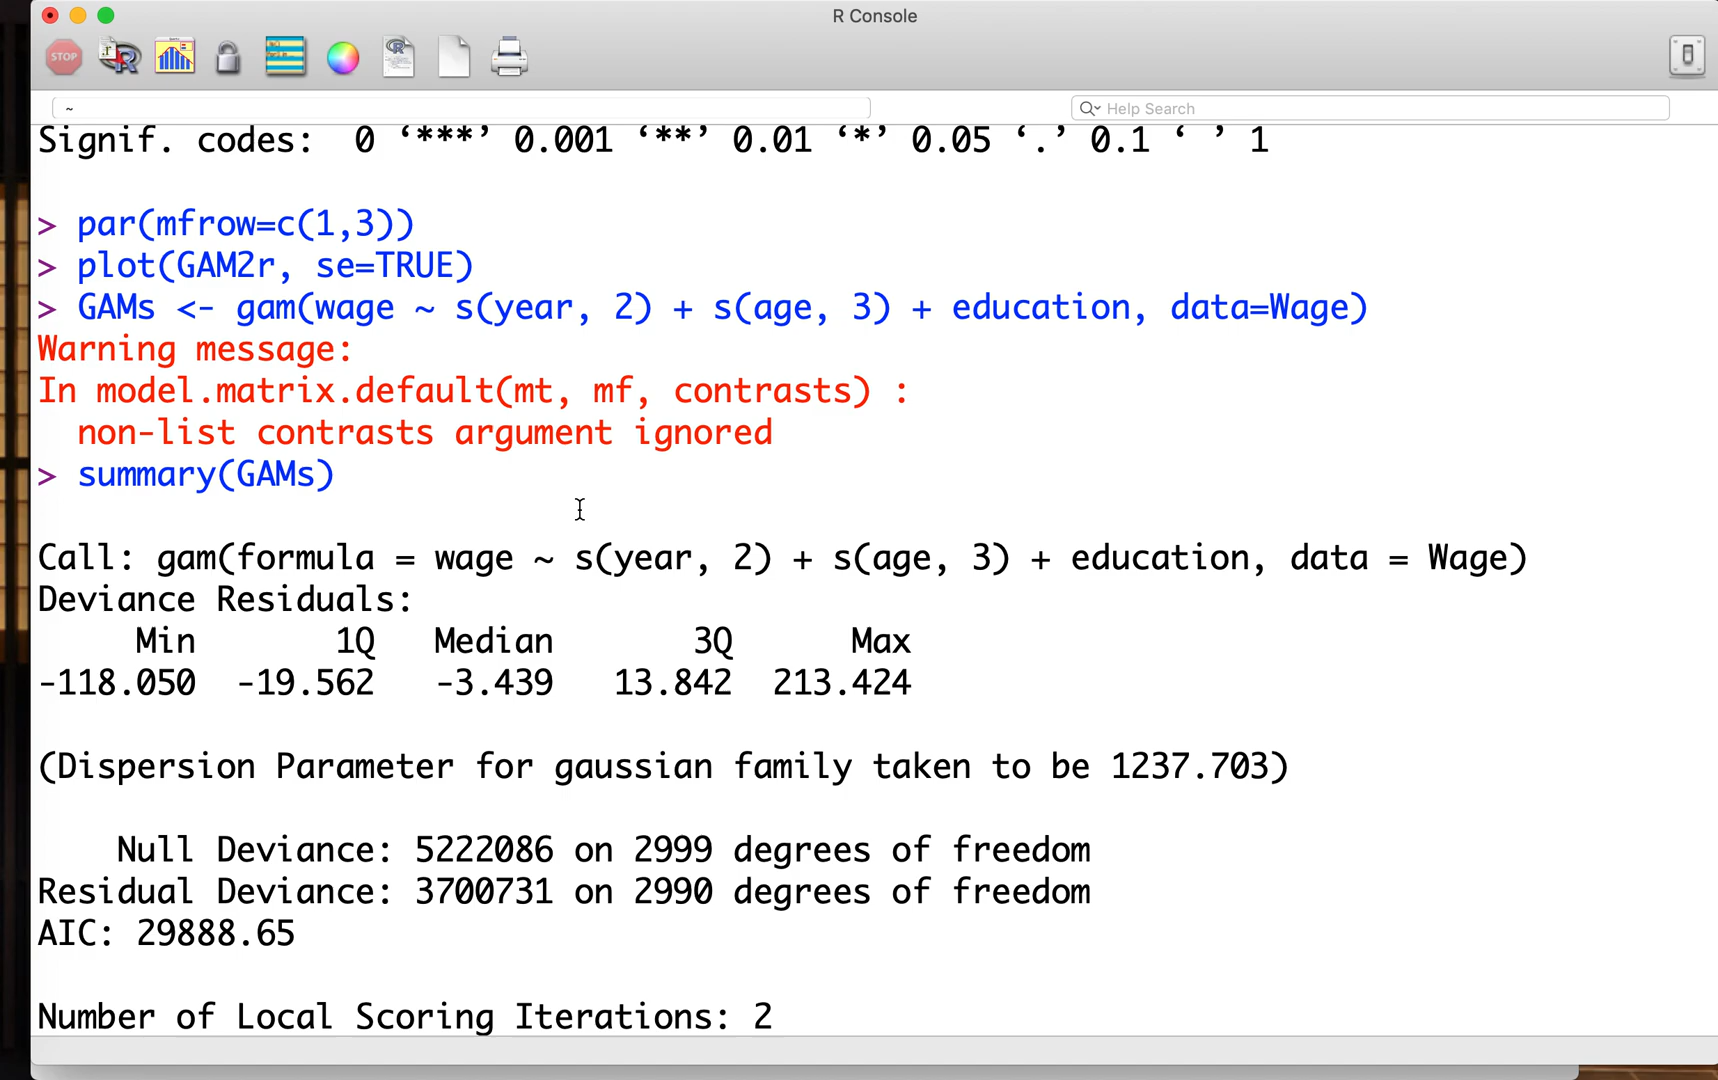 R Console
STOP
~
Help Search
Signif. codes:  0 ‘***’ 0.001 ‘**’ 0.01 ‘*’ 0.05 ‘.’ 0.1 ‘ ’ 1
> par(mfrow=c(1,3))
> plot(GAM2r, se=TRUE)
> GAMs <- gam(wage ~ s(year, 2) + s(age, 3) + education, data=Wage)
Warning message:
In model.matrix.default(mt, mf, contrasts) :
  non-list contrasts argument ignored
> summary(GAMs)
Call: gam(formula = wage ~ s(year, 2) + s(age, 3) + education, data = Wage)
Deviance Residuals:
     Min       1Q   Median       3Q      Max
-118.050  -19.562   -3.439   13.842  213.424
(Dispersion Parameter for gaussian family taken to be 1237.703)
    Null Deviance: 5222086 on 2999 degrees of freedom
Residual Deviance: 3700731 on 2990 degrees of freedom
AIC: 29888.65
Number of Local Scoring Iterations: 2